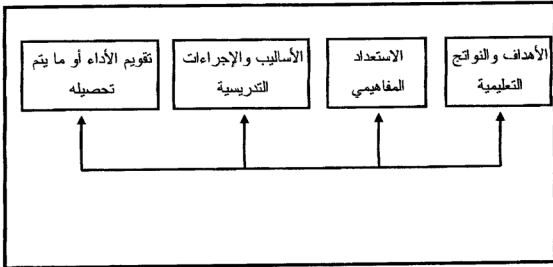 الأهداف والنواتج
التعليمية
الاستعداد
المفاهيمي
الأساليب والإجراءات
التدريسية
تقويم الأداء أو ما يتم
تحصيله